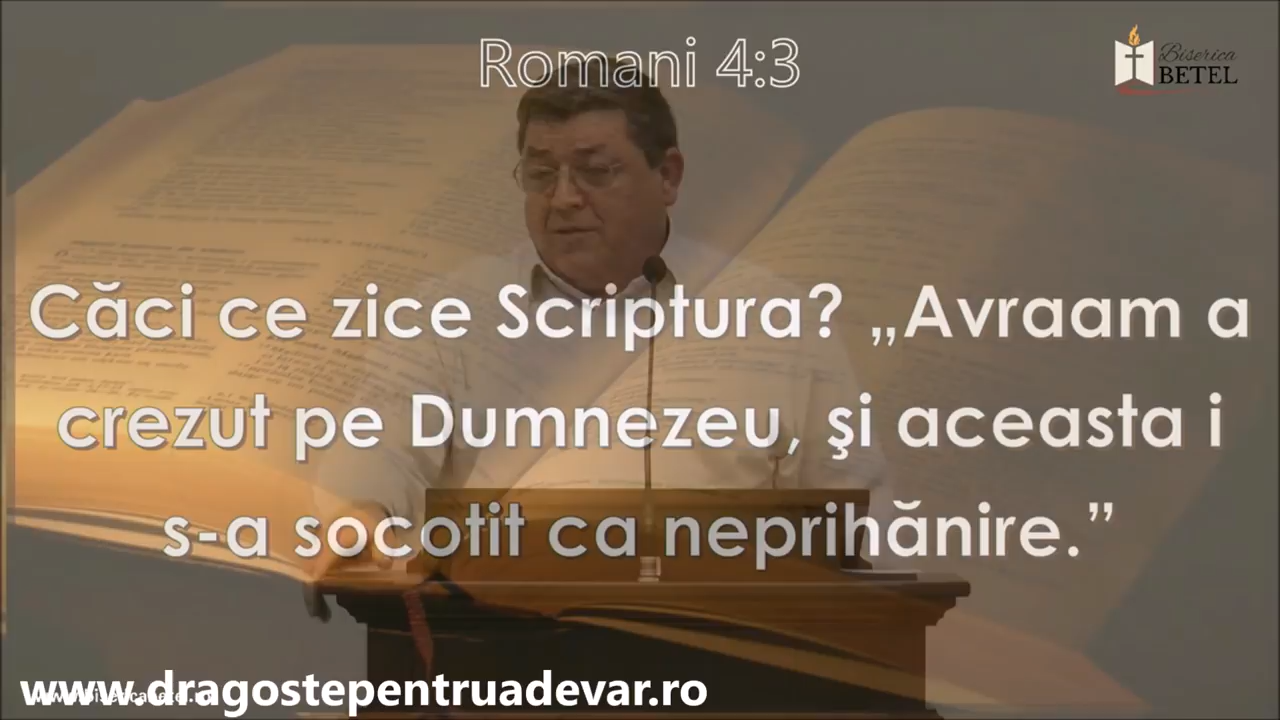 Romani 4:3
Biserica
BETEL
Căci ce zice Scriptura? „Avraam a
crezut pe Dumnezeu, şi aceasta i
s-a socotit ca neprihănire.”
www.dragostepentruadevar.ro